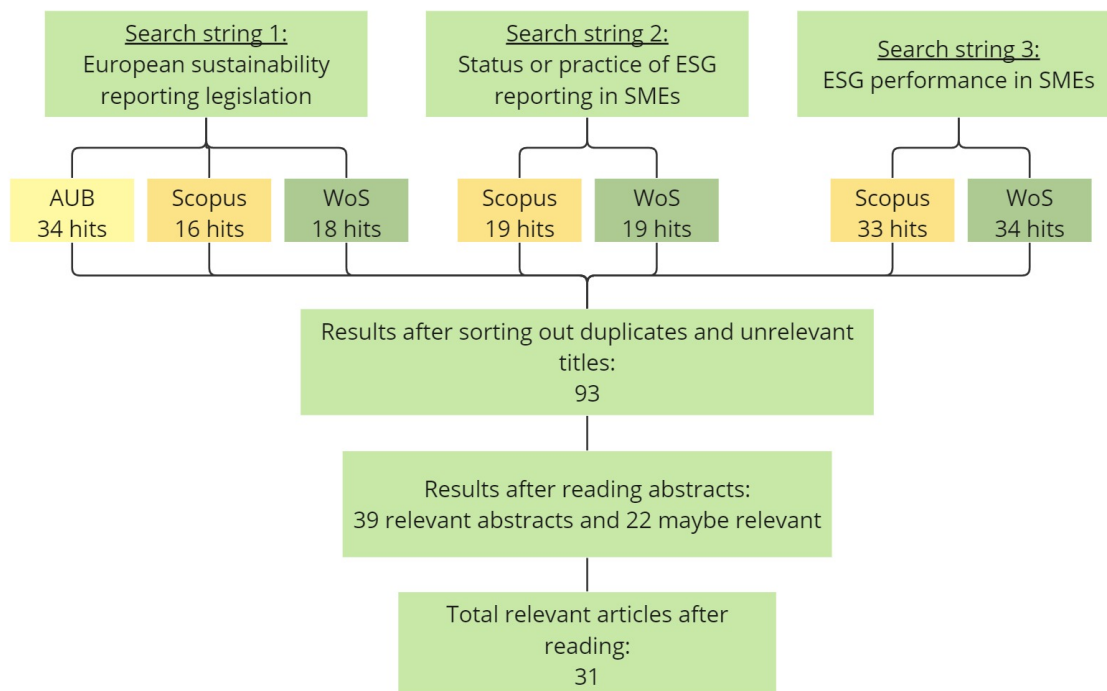 Search string 1:
European sustainability
reporting legislation
Search string 2:
Status or practice of ESG
reporting in SMEs
Search string 3:
ESG performance in SMEs
AUB
34 hits
Scopus
16 hits
WoS
18 hits
Scopus
19 hits
WoS
19 hits
Scopus
33 hits
WoS
34 hits
Results after sorting out duplicates and unrelevant
titles:
93
Results after reading abstracts:
39 relevant abstracts and 22 maybe relevant
Total relevant articles after
reading:
31